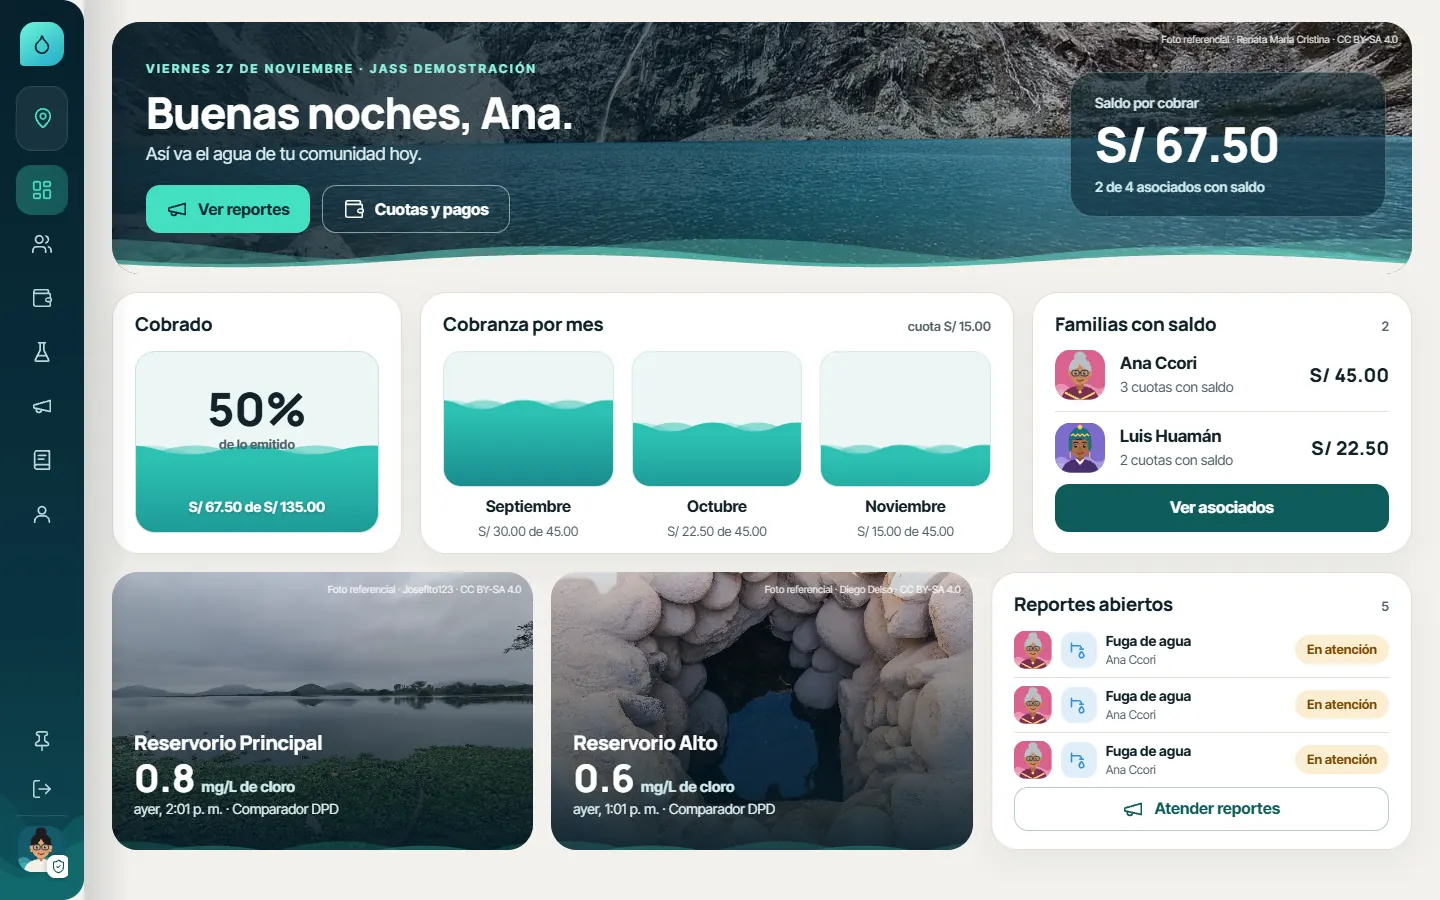 Foto referencial · Renata Maria Cristina · CC BY-SA 4.0
VIERNES 27 DE NOVIEMBRE · JASS DEMOSTRACIÓN
Buenas noches, Ana.
Así va el agua de tu comunidad hoy.
Ver reportes
Cuotas y pagos
Saldo por cobrar
S/ 67.50
2 de 4 asociados con saldo
Cobrado
50%
de lo emitido
S/ 67.50 de S/ 135.00
Cobranza por mes
cuota S/ 15.00
Septiembre
S/ 30.00 de 45.00
Octubre
S/ 22.50 de 45.00
Noviembre
S/ 15.00 de 45.00
Familias con saldo
2
Ana Ccori
3 cuotas con saldo
S/ 45.00
Luis Huamán
2 cuotas con saldo
S/ 22.50
Ver asociados
Foto referencial · Josefito123 · CC BY-SA 4.0
Reservorio Principal
0.8 mg/L de cloro
ayer, 2:01 p. m. · Comparador DPD
Foto referencial · Diego Delso · CC BY-SA 4.0
Reservorio Alto
0.6 mg/L de cloro
ayer, 1:01 p. m. · Comparador DPD
Reportes abiertos
5
Fuga de agua
Ana Ccori
En atención
Fuga de agua
Ana Ccori
En atención
Fuga de agua
Ana Ccori
En atención
Atender reportes